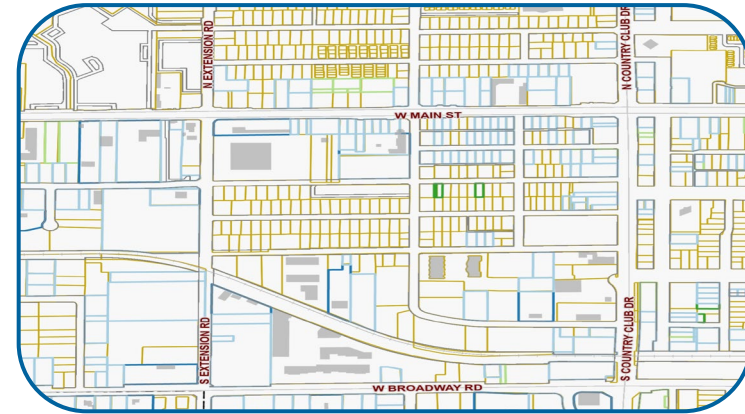 N EXTENSION RD
N COUNTRY CLUB DR
W MAIN ST
S EXTENSION RD
S COUNTRY CLUB DR
W BROADWAY RD